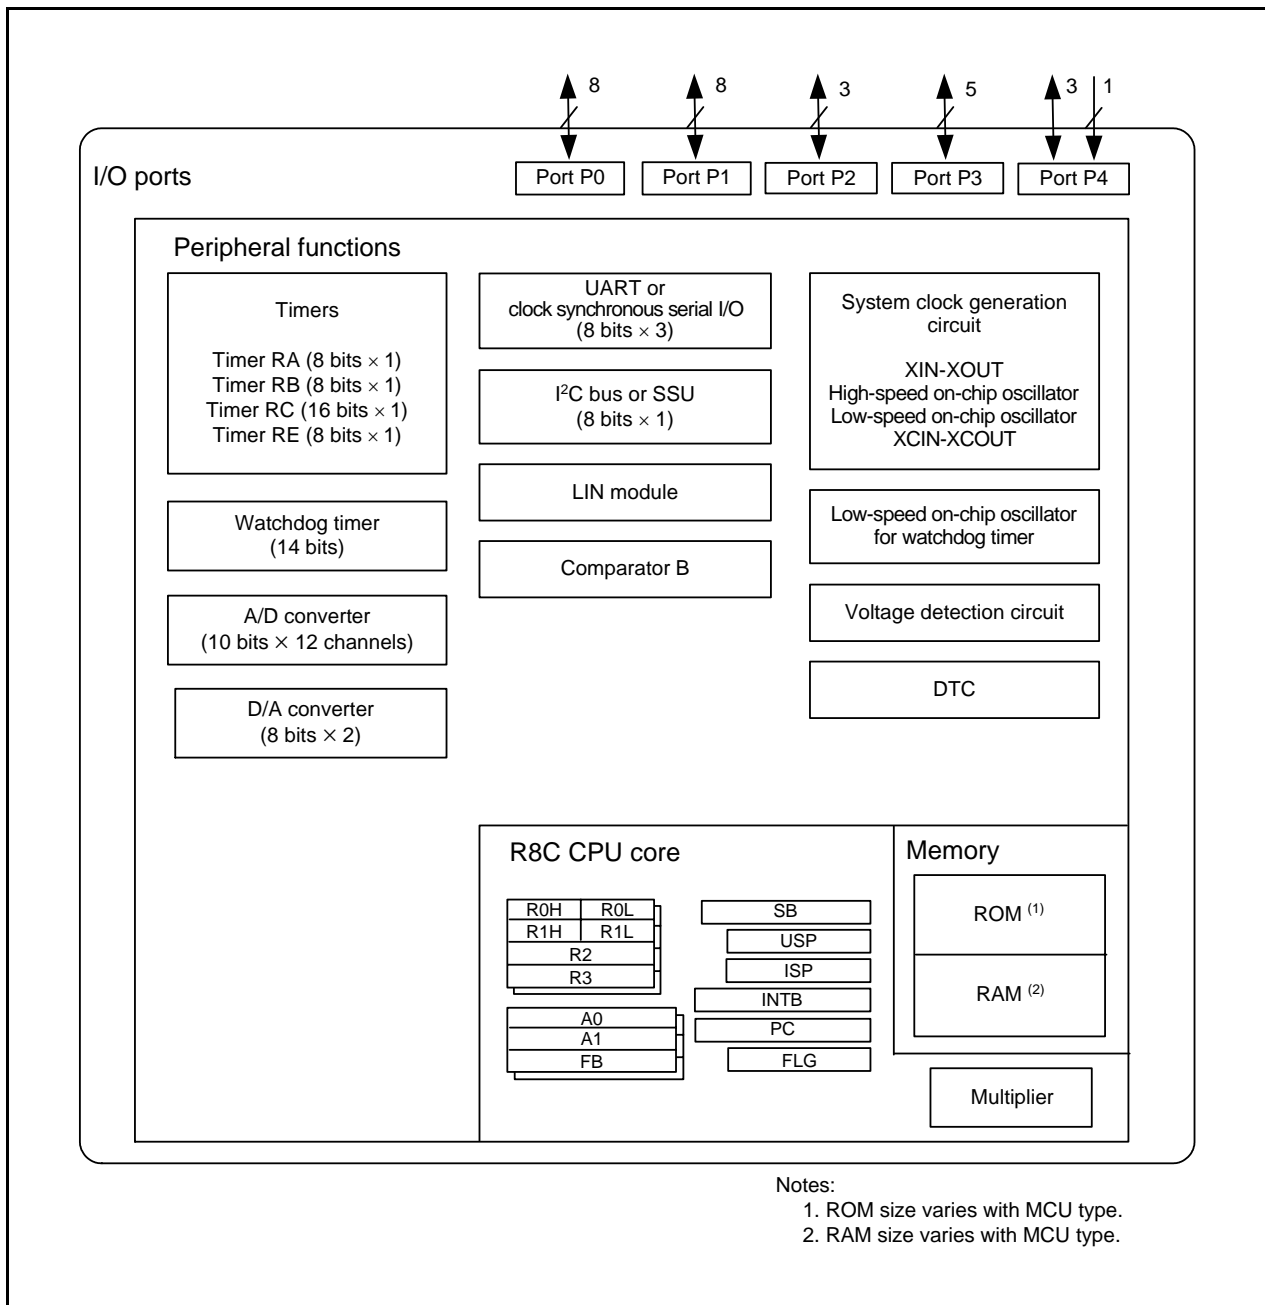 8
8
3
5
3
1
I/O ports
Port P0
Port P1
Port P2
Port P3
Port P4
Peripheral functions
Timers
Timer RA (8 bits × 1)
Timer RB (8 bits × 1)
Timer RC (16 bits × 1)
Timer RE (8 bits × 1)
Watchdog timer
(14 bits)
A/D converter
(10 bits × 12 channels)
D/A converter
(8 bits × 2)
UART or
clock synchronous serial I/O
(8 bits × 3)
I²C bus or SSU
(8 bits × 1)
LIN module
Comparator B
System clock generation
circuit
XIN-XOUT
High-speed on-chip oscillator
Low-speed on-chip oscillator
XCIN-XCOUT
Low-speed on-chip oscillator
for watchdog timer
Voltage detection circuit
DTC
R8C CPU core
R0H
R0L
R1H
R1L
R2
R3
A0
A1
FB
SB
USP
ISP
INTB
PC
FLG
Memory
ROM (1)
RAM (2)
Multiplier
Notes:
1. ROM size varies with MCU type.
2. RAM size varies with MCU type.